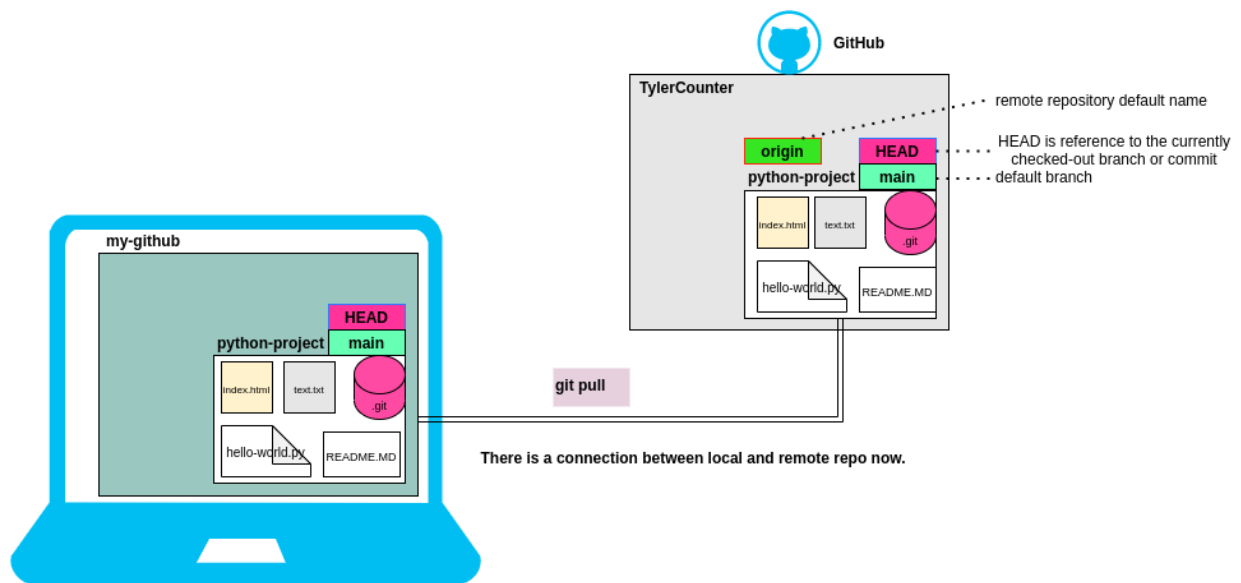 GitHub
TylerCounter
remote repository default name
origin
HEAD
HEAD is reference to the currently
checked-out branch or commit
python-project
main
default branch
index.html
text.txt
.git
hello-world.py
README.MD
my-github
HEAD
python-project
main
index.html
text.txt
.git
hello-world.py
README.MD
git pull
There is a connection between local and remote repo now.